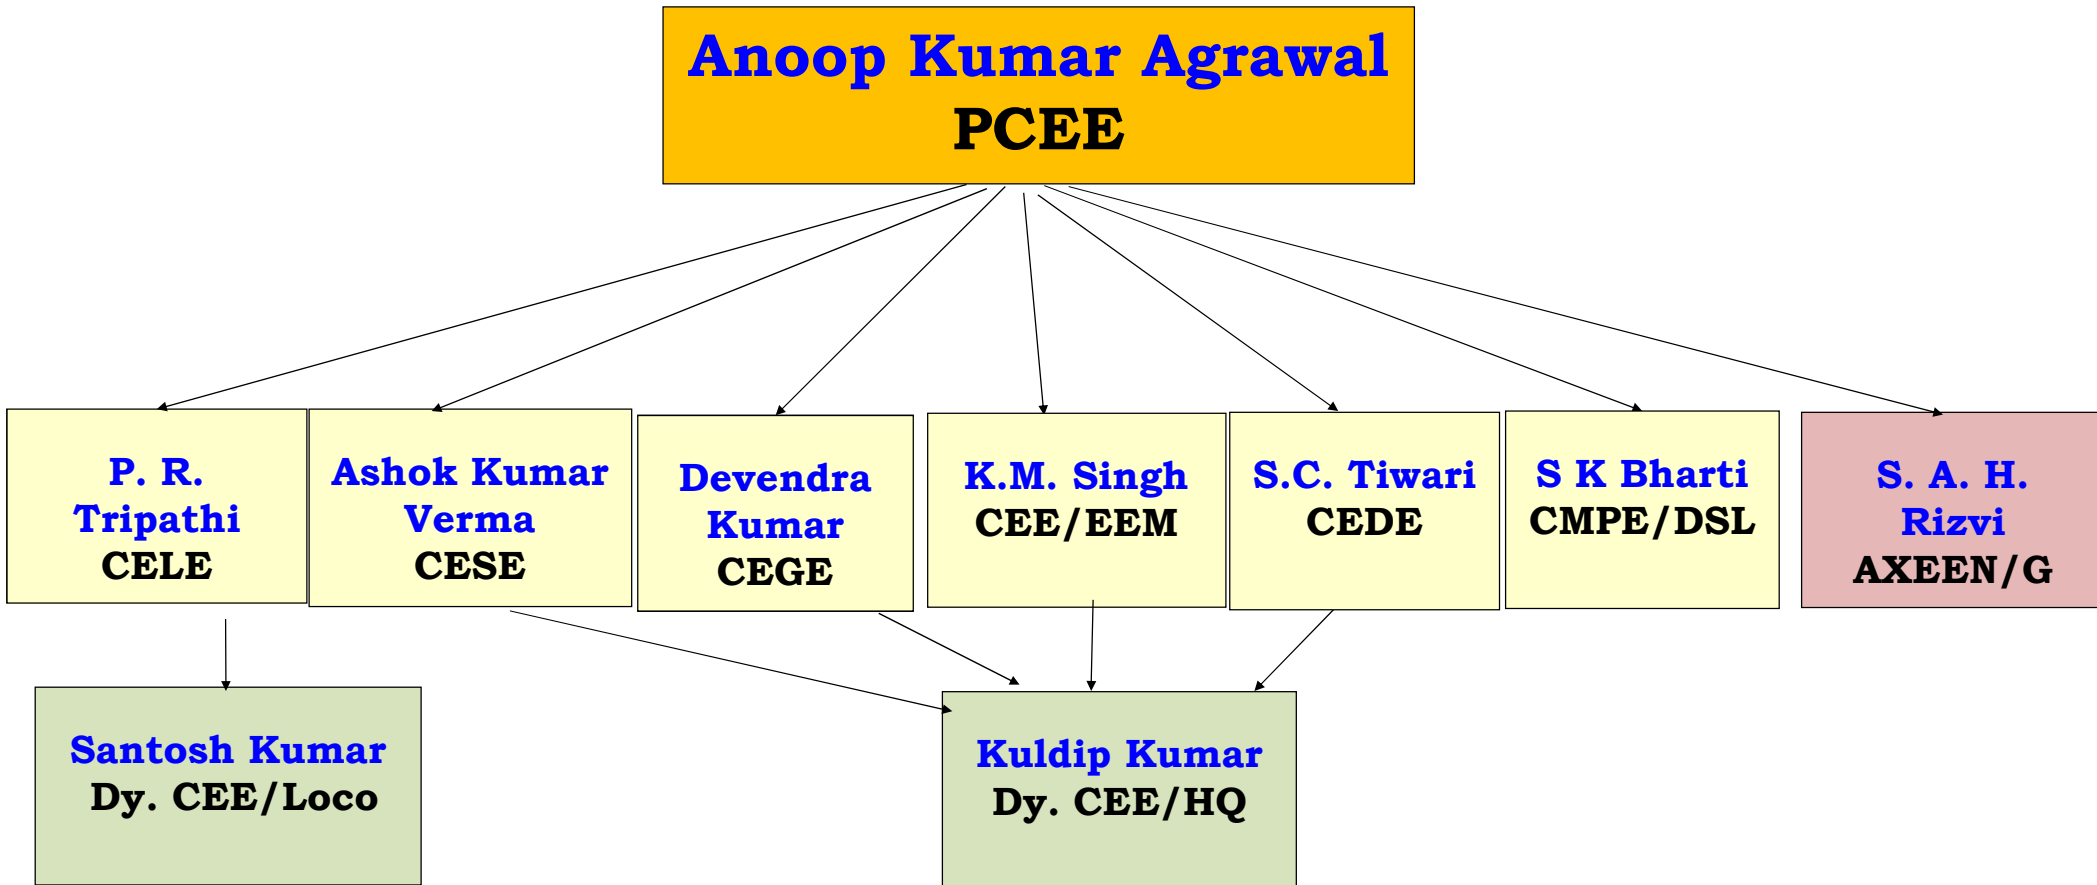 Anoop Kumar Agrawal
PCEE
P. R.
Tripathi
CELE
Ashok Kumar
Verma
CESE
Devendra
Kumar
CEGE
K.M. Singh
CEE/EEM
S.C. Tiwari
CEDE
S K Bharti
CMPE/DSL
S. A. H.
Rizvi
AXEEN/G
Santosh Kumar
Dy. CEE/Loco
Kuldip Kumar
Dy. CEE/HQ